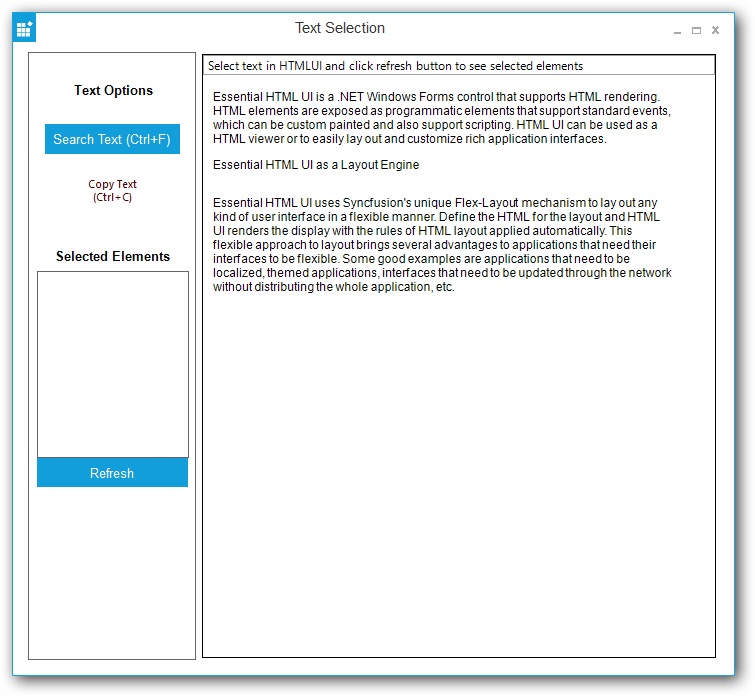 Text Selection
Text Options
Search Text (Ctrl+F)
Copy Text
(Ctrl+C)
Selected Elements
Refresh
Select text in HTMLUI and click refresh button to see selected elements
Essential HTML UI is a .NET Windows Forms control that supports HTML rendering.
HTML elements are exposed as programmatic elements that support standard events,
which can be custom painted and also support scripting. HTML UI can be used as a
HTML viewer or to easily lay out and customize rich application interfaces.
Essential HTML UI as a Layout Engine
Essential HTML UI uses Syncfusion's unique Flex-Layout mechanism to lay out any
kind of user interface in a flexible manner. Define the HTML for the layout and HTML
UI renders the display with the rules of HTML layout applied automatically. This
flexible approach to layout brings several advantages to applications that need their
interfaces to be flexible. Some good examples are applications that need to be
localized, themed applications, interfaces that need to be updated through the network
without distributing the whole application, etc.